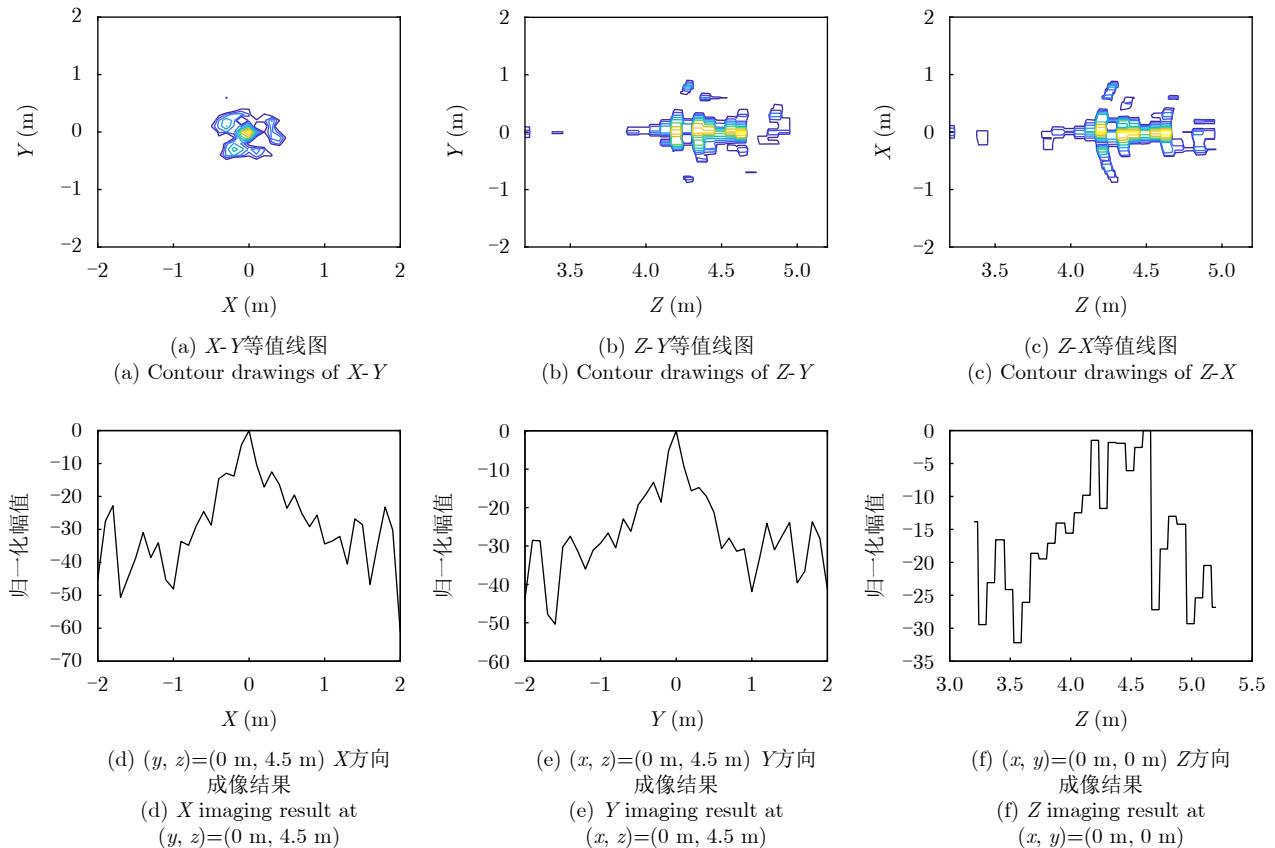 2
1
0
−1
−2
Y (m)
−2
−1
0
1
2
X (m)
(a) X-Y等值线图
(a) Contour drawings of X-Y
2
1
0
−1
−2
Y (m)
3.5
4.0
4.5
5.0
Z (m)
(b) Z-Y等值线图
(b) Contour drawings of Z-Y
2
1
0
−1
−2
X (m)
3.5
4.0
4.5
5.0
Z (m)
(c) Z-X等值线图
(c) Contour drawings of Z-X
0
−10
−20
−30
−40
−50
−60
−70
归一化幅值
−2
−1
0
1
2
X (m)
(d) (y, z)=(0 m, 4.5 m) X方向
成像结果
(d) X imaging result at
(y, z)=(0 m, 4.5 m)
0
−10
−20
−30
−40
−50
−60
归一化幅值
−2
−1
0
1
2
Y (m)
(e) (x, z)=(0 m, 4.5 m) Y方向
成像结果
(e) Y imaging result at
(x, z)=(0 m, 4.5 m)
0
−5
−10
−15
−20
−25
−30
−35
归一化幅值
3.0
3.5
4.0
4.5
5.0
5.5
Z (m)
(f) (x, y)=(0 m, 0 m) Z方向
成像结果
(f) Z imaging result at
(x, y)=(0 m, 0 m)